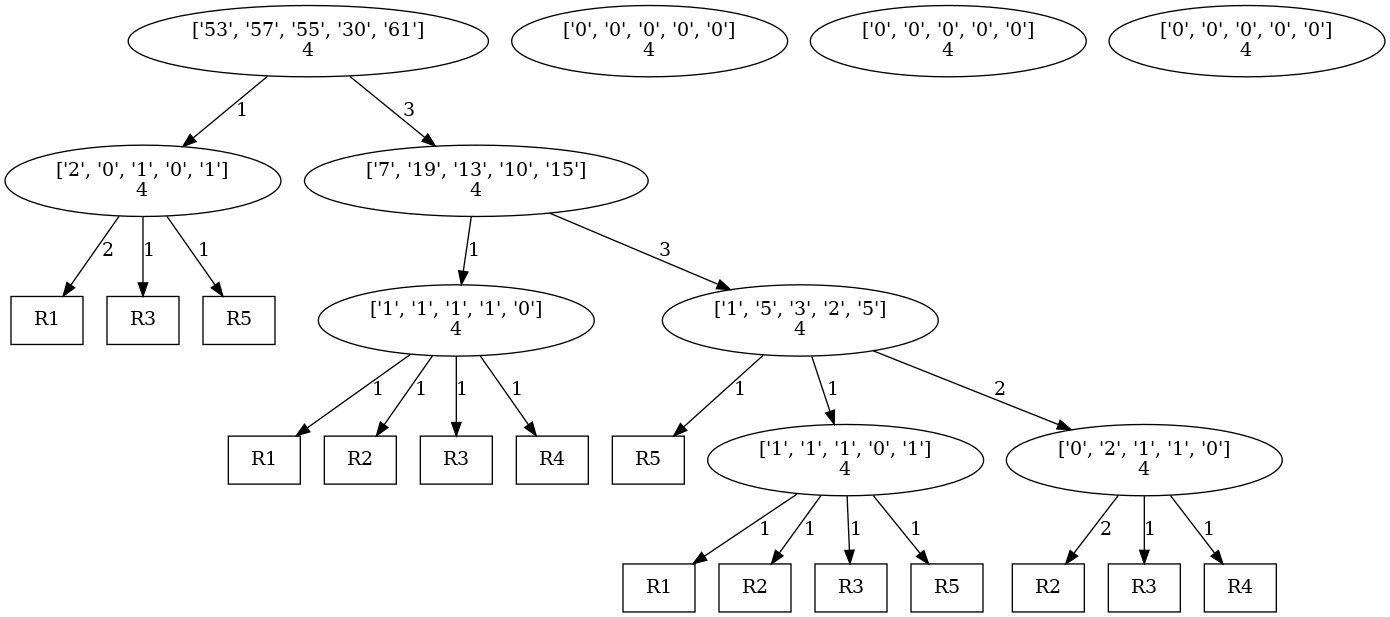 ['53', '57', '55', '30', '61']
4
['0', '0', '0', '0', '0']
4
['0', '0', '0', '0', '0']
4
['0', '0', '0', '0', '0']
4
1
3
['2', '0', '1', '0', '1']
4
['7', '19', '13', '10', '15']
4
2
1
1
1
3
R1
R3
R5
['1', '1', '1', '1', '0']
4
['1', '5', '3', '2', '5']
4
1
1
1
1
1
1
2
R1
R2
R3
R4
R5
['1', '1', '1', '0', '1']
4
['0', '2', '1', '1', '0']
4
1
1
1
1
2
1
1
R1
R2
R3
R5
R2
R3
R4